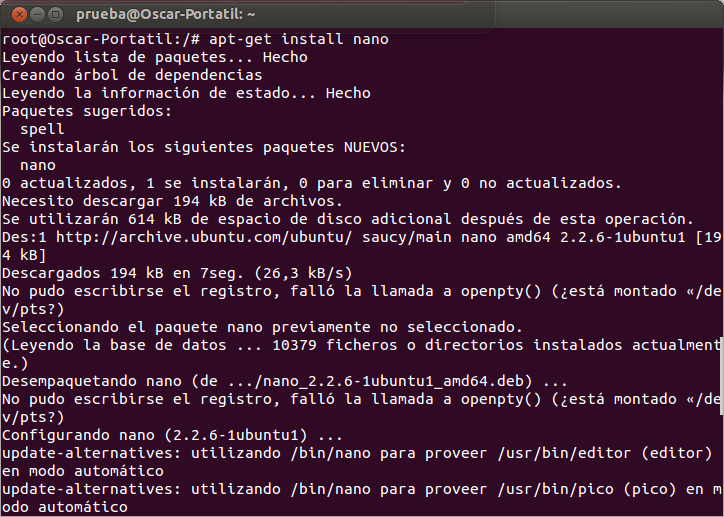 prueba@Oscar-Portatil: ~
root@Oscar-Portatil:/# apt-get install nano
Leyendo lista de paquetes... Hecho
Creando árbol de dependencias
Leyendo la información de estado... Hecho
Paquetes sugeridos:
  spell
Se instalarán los siguientes paquetes NUEVOS:
  nano
0 actualizados, 1 se instalarán, 0 para eliminar y 0 no actualizados.
Necesito descargar 194 kB de archivos.
Se utilizarán 614 kB de espacio de disco adicional después de esta operación.
Des:1 http://archive.ubuntu.com/ubuntu/ saucy/main nano amd64 2.2.6-1ubuntu1 [19
4 kB]
Descargados 194 kB en 7seg. (26,3 kB/s)
No pudo escribirse el registro, falló la llamada a openpty() (¿está montado «/de
v/pts?)
Seleccionando el paquete nano previamente no seleccionado.
(Leyendo la base de datos ... 10379 ficheros o directorios instalados actualment
e.)
Desempaquetando nano (de .../nano_2.2.6-1ubuntu1_amd64.deb) ...
No pudo escribirse el registro, falló la llamada a openpty() (¿está montado «/de
v/pts?)
Configurando nano (2.2.6-1ubuntu1) ...
update-alternatives: utilizando /bin/nano para proveer /usr/bin/editor (editor)
en modo automático
update-alternatives: utilizando /bin/nano para proveer /usr/bin/pico (pico) en m
odo automático